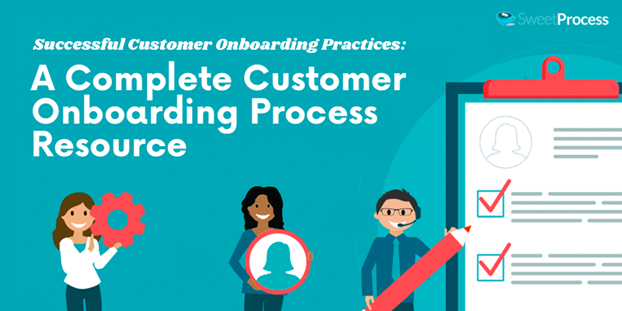 SweetProcess
Successful Customer Onboarding Practices:
A Complete Customer
Onboarding Process
Resource